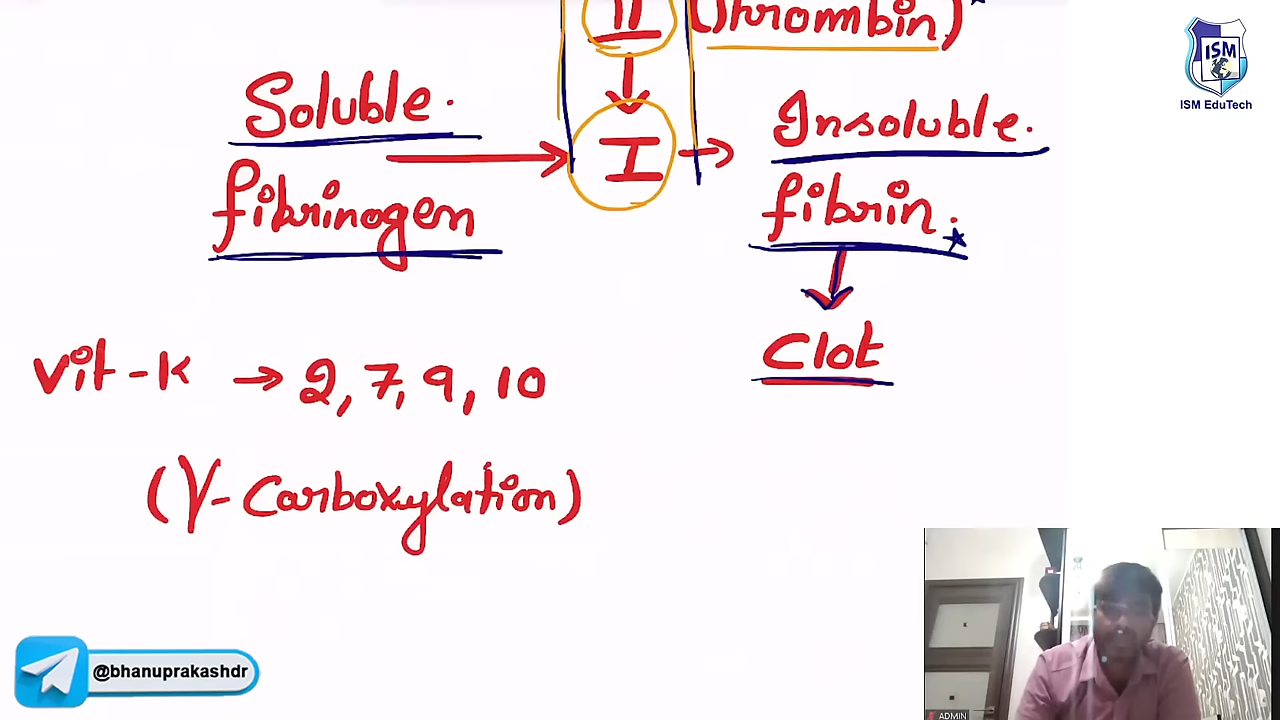 II (Thrombin)
ISM
ISM EduTech
Soluble.
fibrinogen
I
Insoluble.
fibrin.
Clot
Vit-K → 2, 7, 9, 10
(γ-Carboxylation)
@bhanuprakashdr
ADMIN